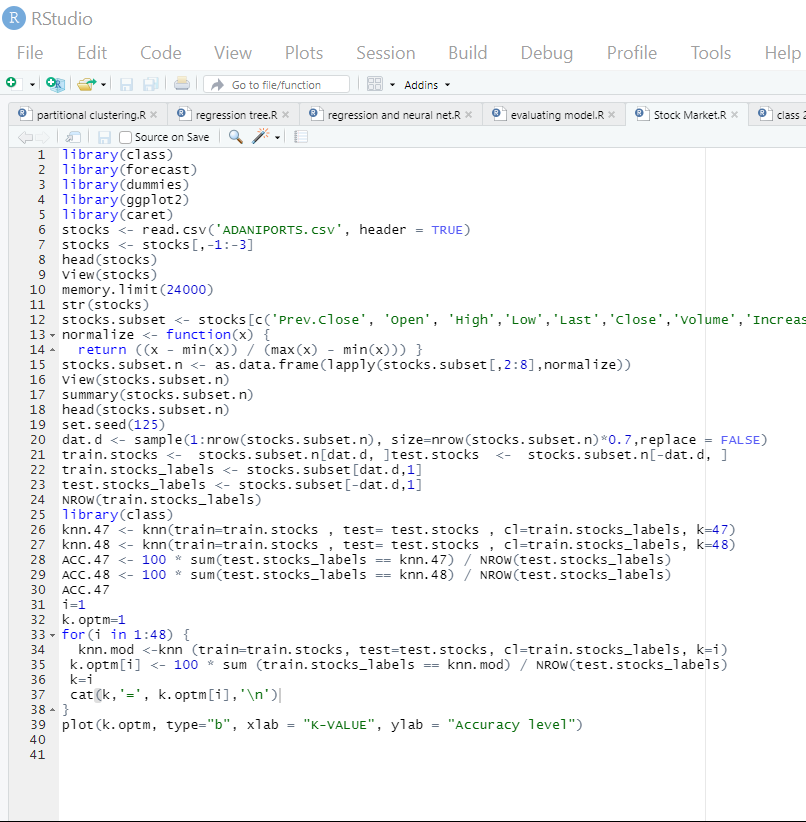 R RStudio
File Edit Code View Plots Session Build Debug Profile Tools Help
Go to file/function Addins
partitional clustering.R regression tree.R regression and neural net.R evaluating model.R Stock Market.R class 2
Source on Save
1 library(class)
2 library(forecast)
3 library(dummies)
4 library(ggplot2)
5 library(caret)
6 stocks <- read.csv('ADANIPORTS.csv', header = TRUE)
7 stocks <- stocks[,-1:-3]
8 head(stocks)
9 View(stocks)
10 memory.limit(24000)
11 str(stocks)
12 stocks.subset <- stocks[c('Prev.Close', 'Open', 'High','Low','Last','Close','Volume','Increas
13 normalize <- function(x) {
14   return ((x - min(x)) / (max(x) - min(x))) }
15 stocks.subset.n <- as.data.frame(lapply(stocks.subset[,2:8],normalize))
16 View(stocks.subset.n)
17 summary(stocks.subset.n)
18 head(stocks.subset.n)
19 set.seed(125)
20 dat.d <- sample(1:nrow(stocks.subset.n), size=nrow(stocks.subset.n)*0.7,replace = FALSE)
21 train.stocks <-  stocks.subset.n[dat.d, ]test.stocks  <-  stocks.subset.n[-dat.d, ]
22 train.stocks_labels <- stocks.subset[dat.d,1]
23 test.stocks_labels <- stocks.subset[-dat.d,1]
24 NROW(train.stocks_labels)
25 library(class)
26 knn.47 <- knn(train=train.stocks , test= test.stocks , cl=train.stocks_labels, k=47)
27 knn.48 <- knn(train=train.stocks , test= test.stocks , cl=train.stocks_labels, k=48)
28 ACC.47 <- 100 * sum(test.stocks_labels == knn.47) / NROW(test.stocks_labels)
29 ACC.48 <- 100 * sum(test.stocks_labels == knn.48) / NROW(test.stocks_labels)
30 ACC.47
31 i=1
32 k.optm=1
33 for(i in 1:48) {
34   knn.mod <-knn (train=train.stocks, test=test.stocks, cl=train.stocks_labels, k=i)
35  k.optm[i] <- 100 * sum (train.stocks_labels == knn.mod) / NROW(test.stocks_labels)
36  k=i
37  cat(k,'=', k.optm[i],'\n')
38 }
39 plot(k.optm, type="b", xlab = "K-VALUE", ylab = "Accuracy level")
40
41